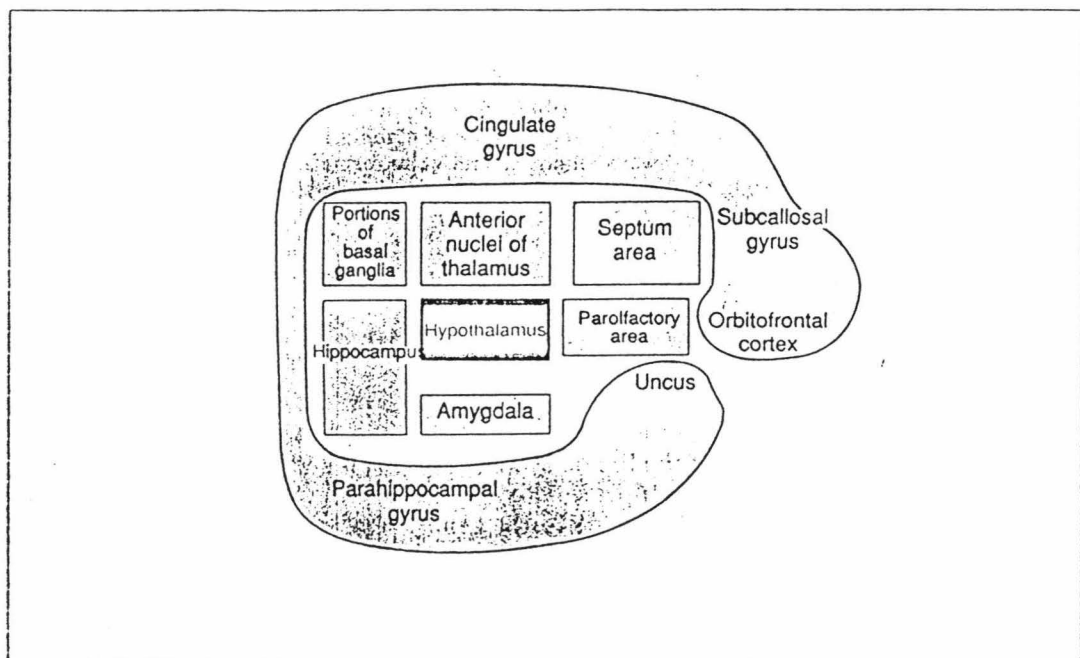 Cingulate
gyrus
Portions
of
basal
ganglia
Anterior
nuclei of
thalamus
Septum
area
Subcallosal
gyrus
Hippocampus
Hypothalamus
Parolfactory
area
Orbitofrontal
cortex
Uncus
Amygdala
Parahippocampal
gyrus